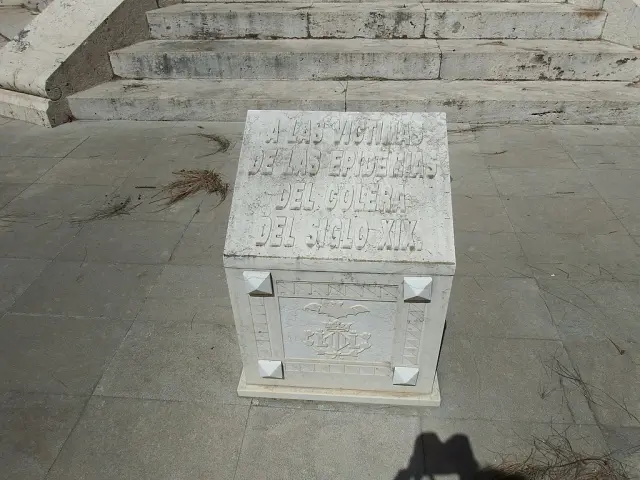 A LAS VICTIMAS
DE LAS EPIDEMIAS
DEL COLERA
DEL SIGLO XIX.